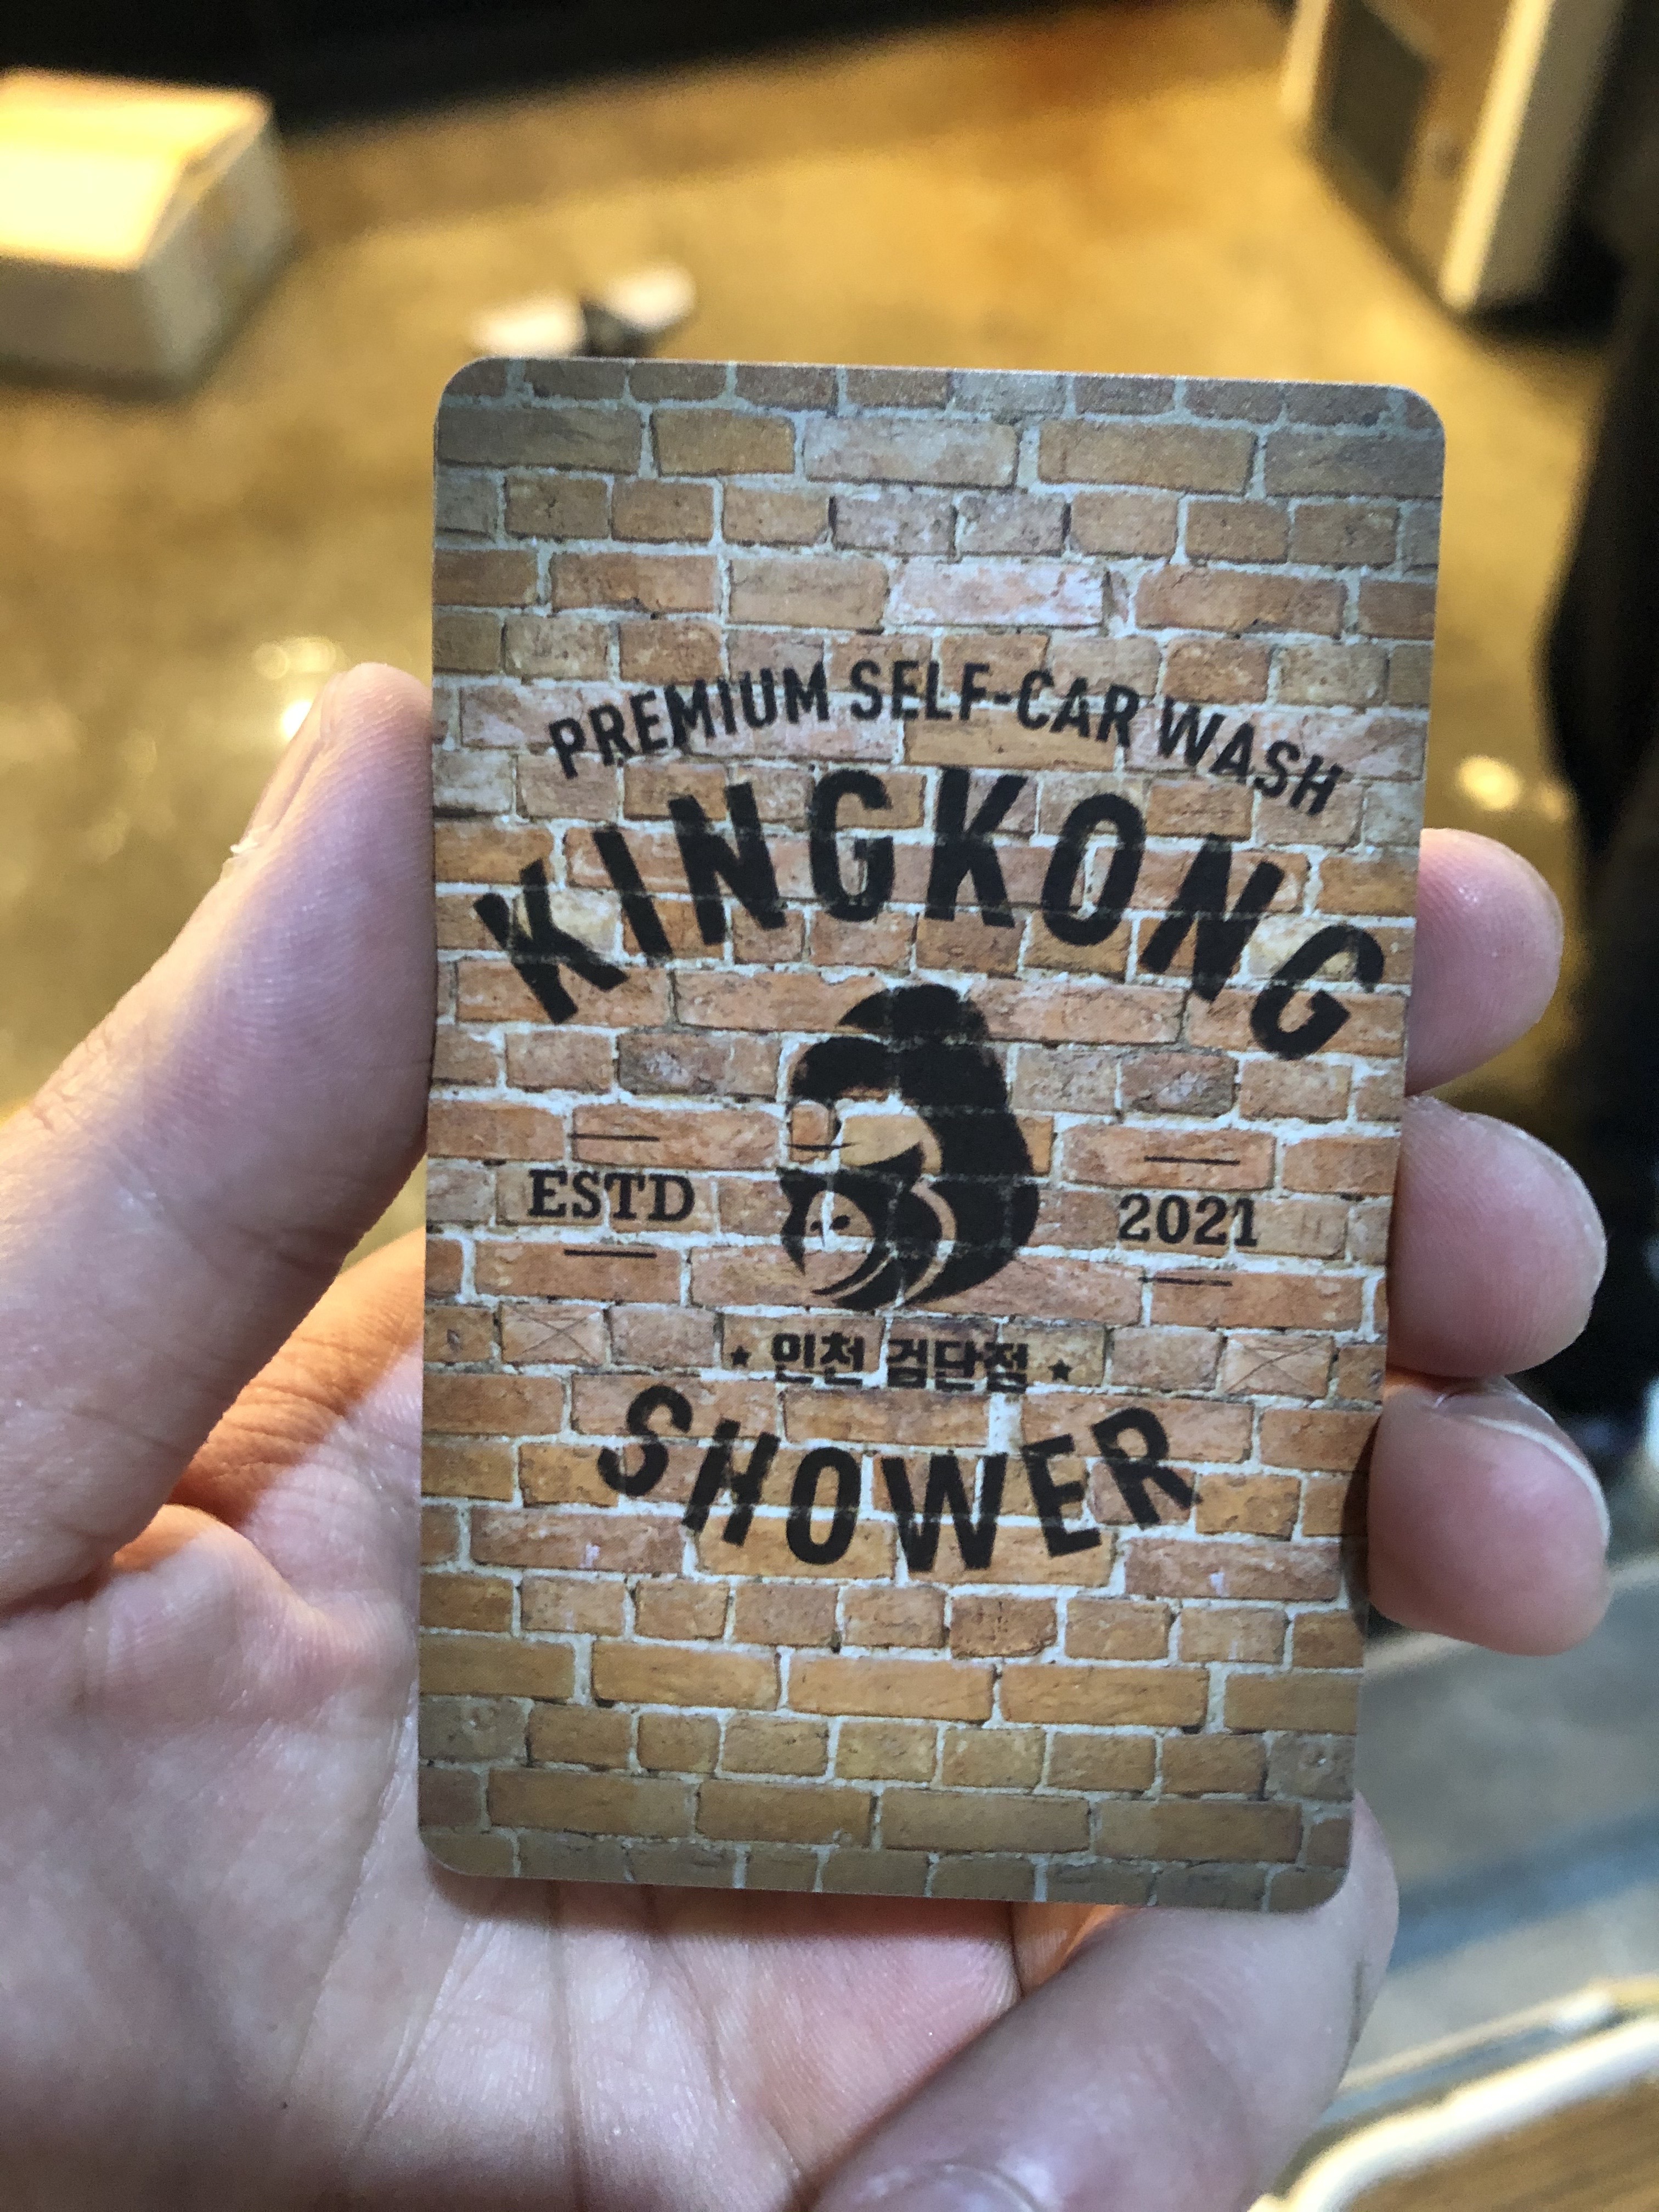 PREMIUM SELF-CAR WASH
KINGKONG
ESTD 2021
★ 인천 검단점 ★
SHOWER